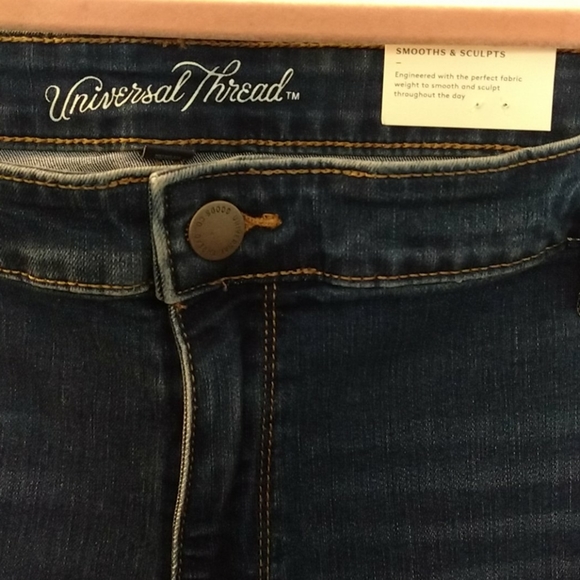 Universal Thread™
SMOOTHS & SCULPTS
–
Engineered with the perfect fabric
weight to smooth and sculpt
throughout the day